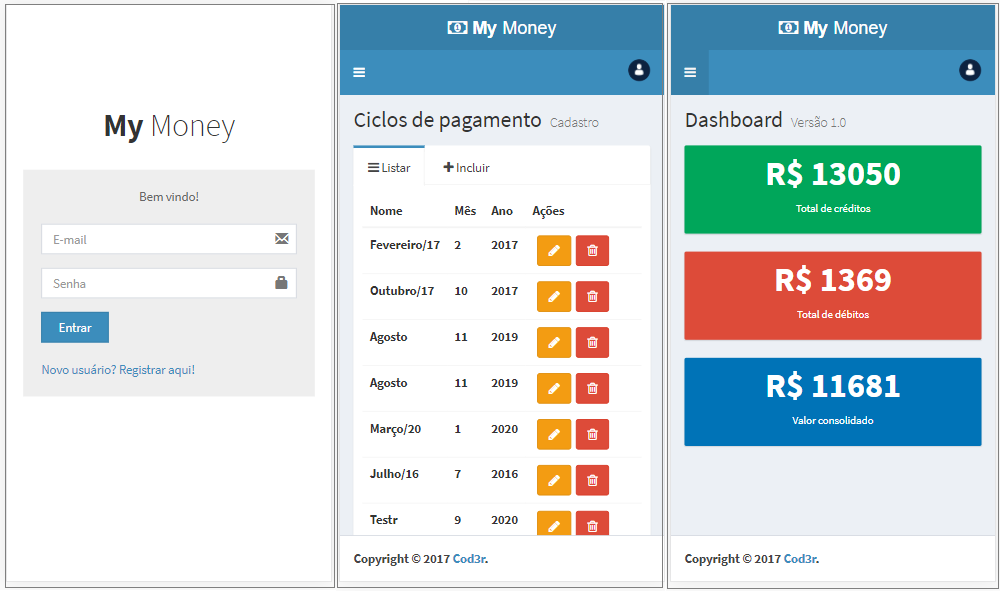 My Money
Bem vindo!
E-mail
Senha
Entrar
Novo usuário? Registrar aqui!
My Money
Ciclos de pagamento Cadastro
Listar Incluir
Nome Mês Ano Ações
Fevereiro/17 2 2017
Outubro/17 10 2017
Agosto 11 2019
Agosto 11 2019
Março/20 1 2020
Julho/16 7 2016
Testr 9 2020
Copyright © 2017 Cod3r.
My Money
Dashboard Versão 1.0
R$ 13050
Total de créditos
R$ 1369
Total de débitos
R$ 11681
Valor consolidado
Copyright © 2017 Cod3r.